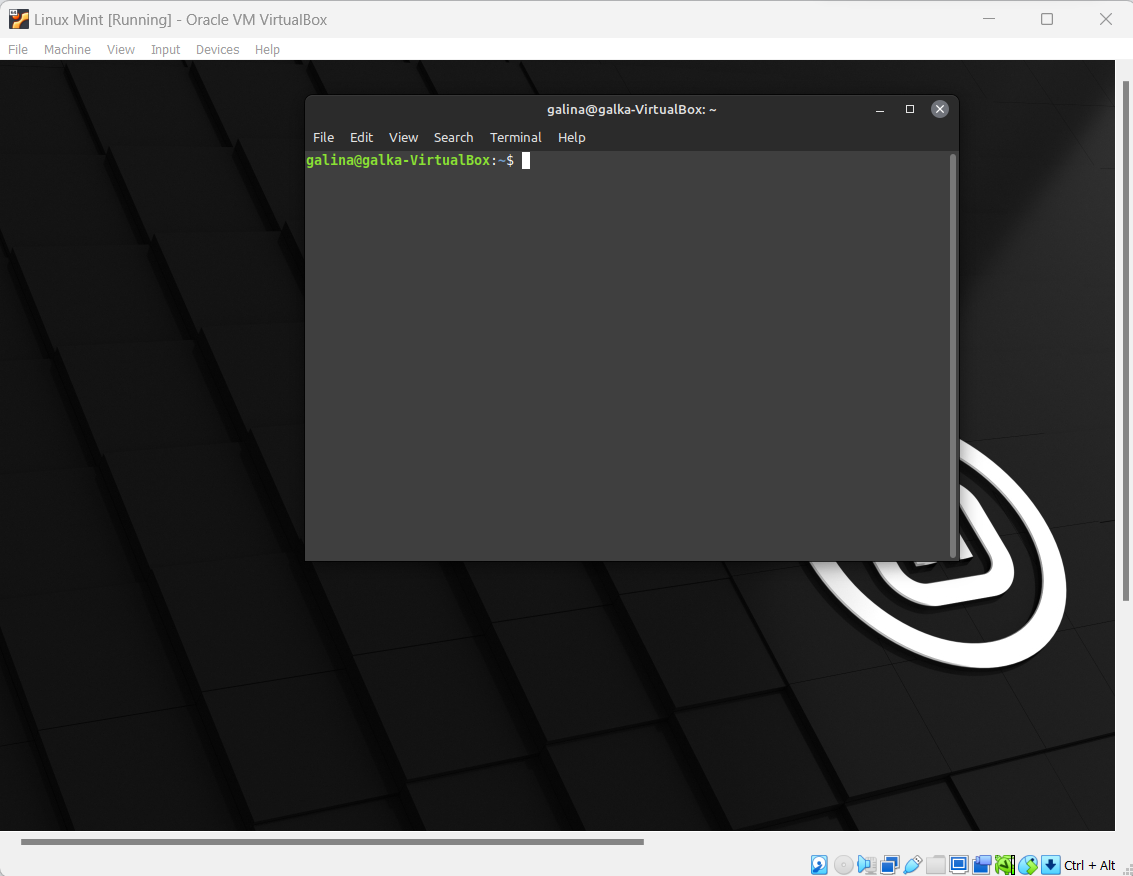 Linux Mint [Running] - Oracle VM VirtualBox
File Machine View Input Devices Help
galina@galka-VirtualBox: ~
File Edit View Search Terminal Help
galina@galka-VirtualBox:~$
Ctrl + Alt